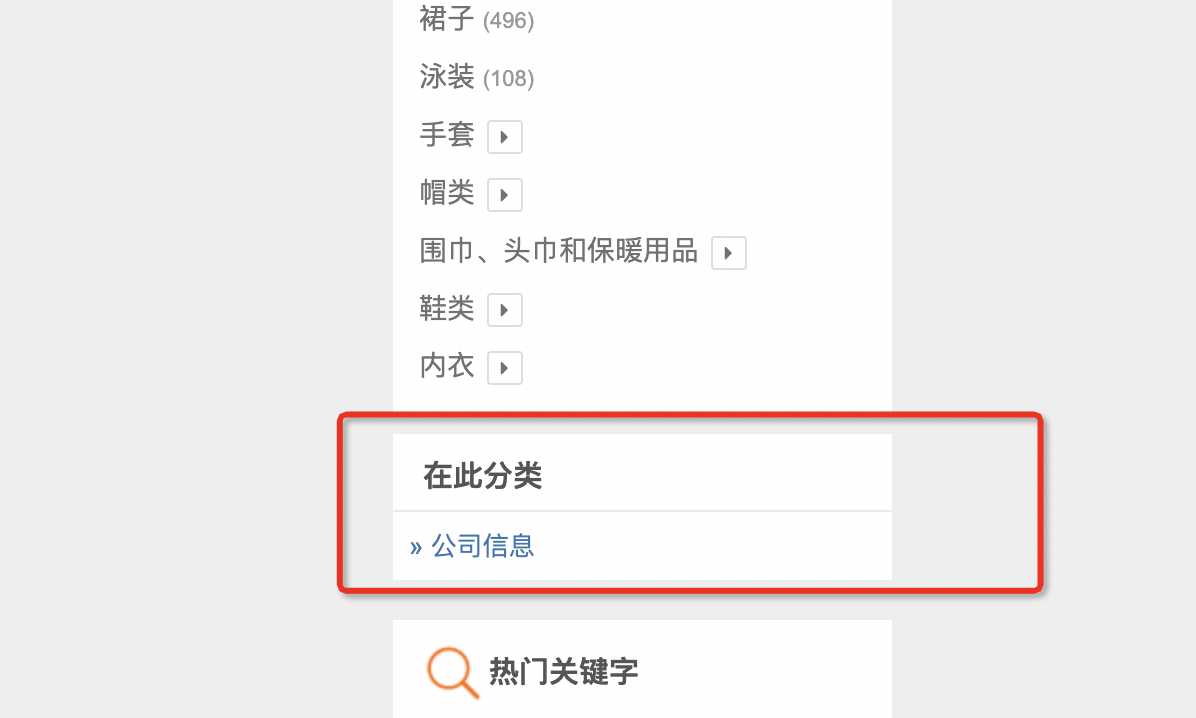 裙子 (496)
泳装 (108)
手套
帽类
围巾、头巾和保暖用品
鞋类
内衣
在此分类
» 公司信息
热门关键字